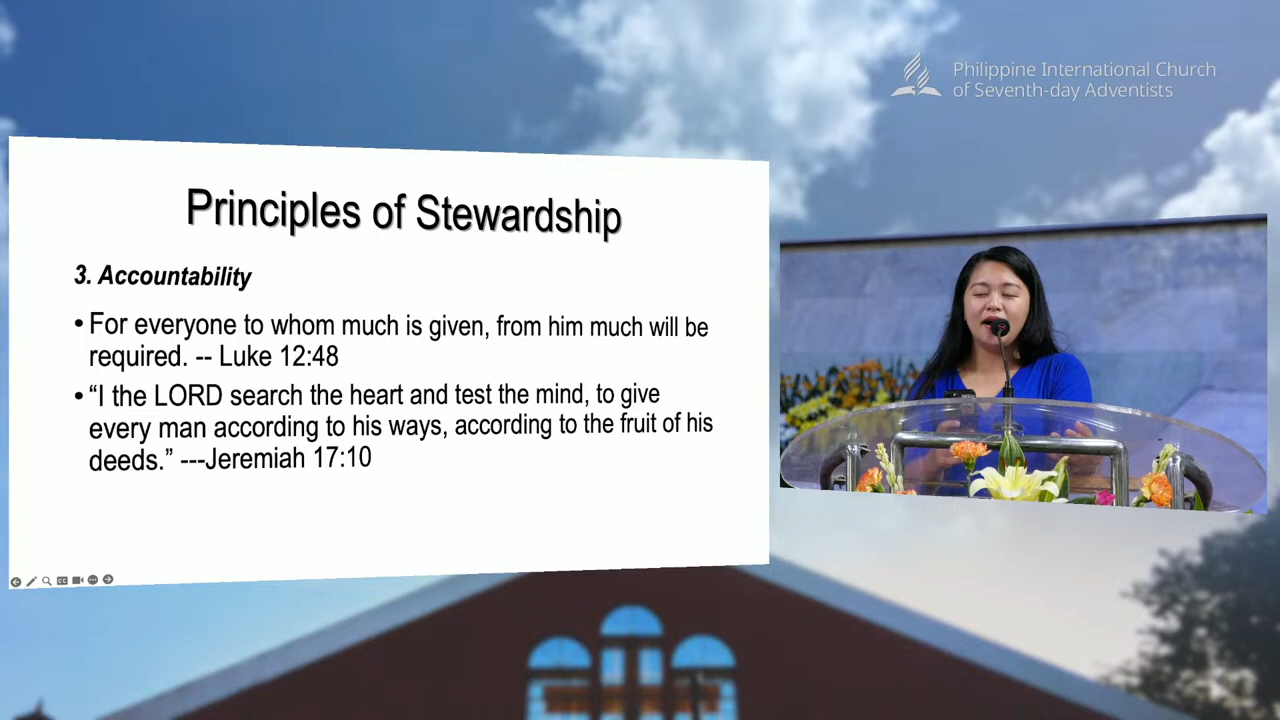 Philippine International Church
of Seventh-day Adventists
Principles of Stewardship
3. Accountability
• For everyone to whom much is given, from him much will be
required. -- Luke 12:48
• “I the LORD search the heart and test the mind, to give
every man according to his ways, according to the fruit of his
deeds.” ---Jeremiah 17:10